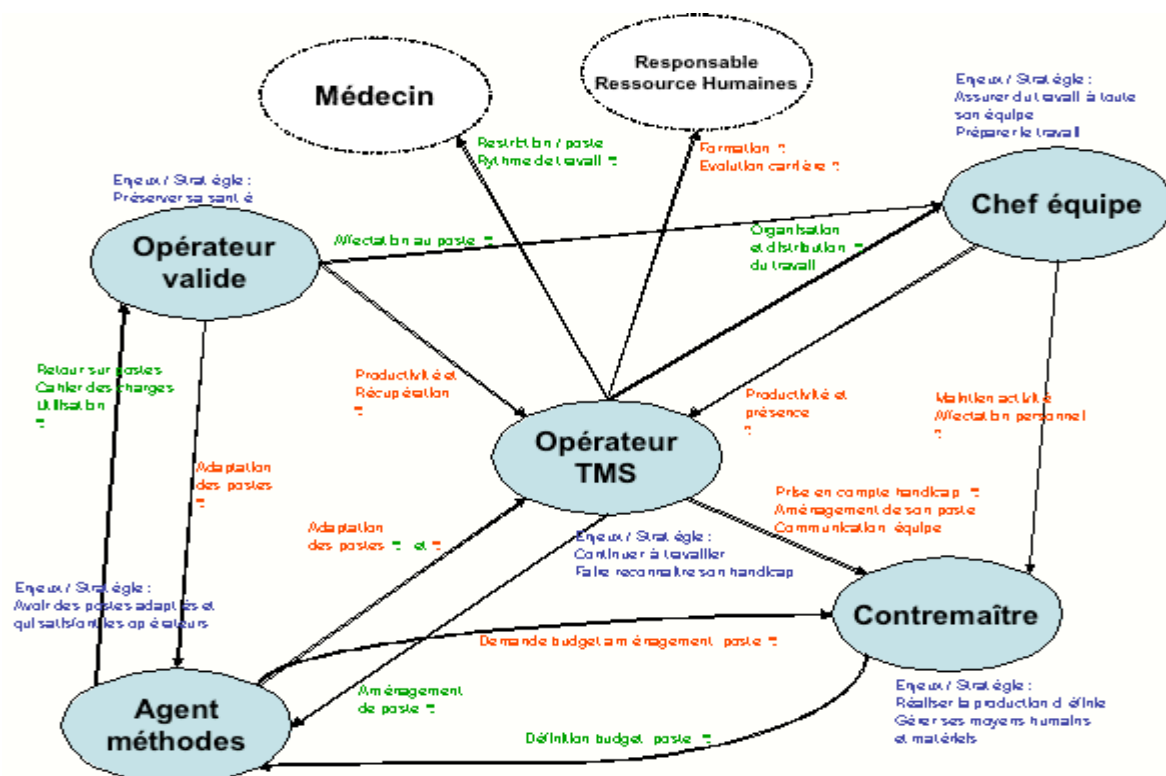 Médecin
Responsable
Ressource Humaines
Enjeux / Stratégie :
Assurer du travail à toute
son équipe
Préparer le travail
Restriction / poste
Rythme de travail
Formation
Evolution carrière
Enjeux / Stratégie :
Préserver sa santé
Chef équipe
Opérateur
valide
Affectation au poste
Organisation
et distribution
du travail
Retour sur postes
Cahier des charges
Utilisation
Productivité et
Récupération
Productivité et
présence
Maintien activité
Affectation personnel
Opérateur
TMS
Adaptation
des postes
Adaptation
des postes et
Prise en compte handicap
Aménagement de son poste
Communication équipe
Enjeux / Stratégie :
Continuer à travailler
Faire reconnaître son handicap
Enjeux / Stratégie :
Avoir des postes adaptés et
qui satisfont les opérateurs
Contremaître
Demande budget aménagement poste
Agent
méthodes
Aménagement
de poste
Définition budget poste
Enjeux / Stratégie :
Réaliser la production définie
Gérer ses moyens humains
et matériels